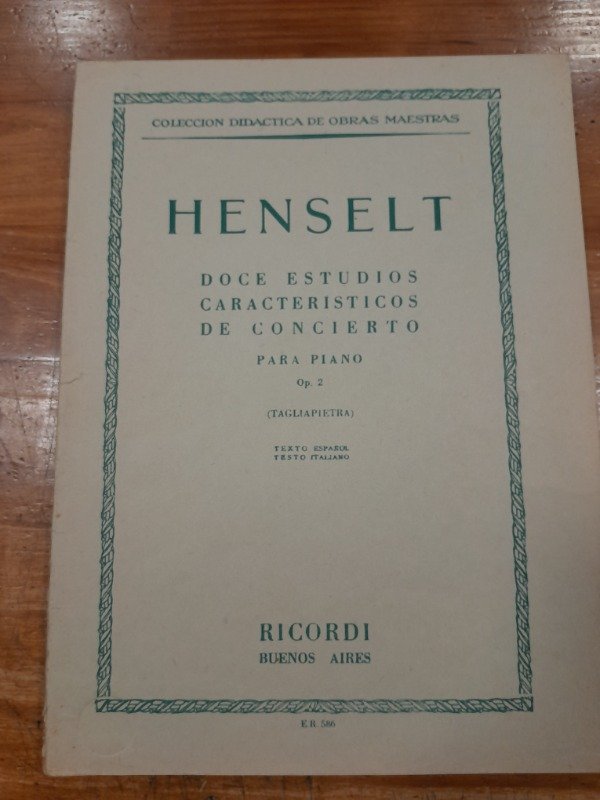 COLECCION DIDACTICA DE OBRAS MAESTRAS
HENSELT
DOCE ESTUDIOS
CARACTERISTICOS
DE CONCIERTO
PARA PIANO
Op. 2
(TAGLIAPIETRA)
TEXTO ESPAÑOL
TESTO ITALIANO
RICORDI
BUENOS AIRES
E.R. 586